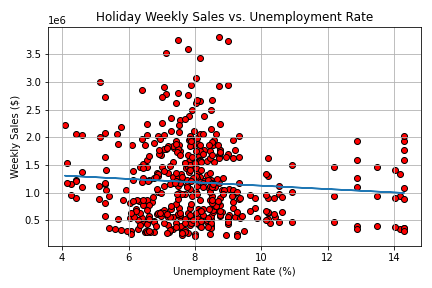 Holiday Weekly Sales vs. Unemployment Rate
1e6
3.5
3.0
2.5
2.0
1.5
1.0
0.5
Weekly Sales ($)
4 6 8 10 12 14
Unemployment Rate (%)